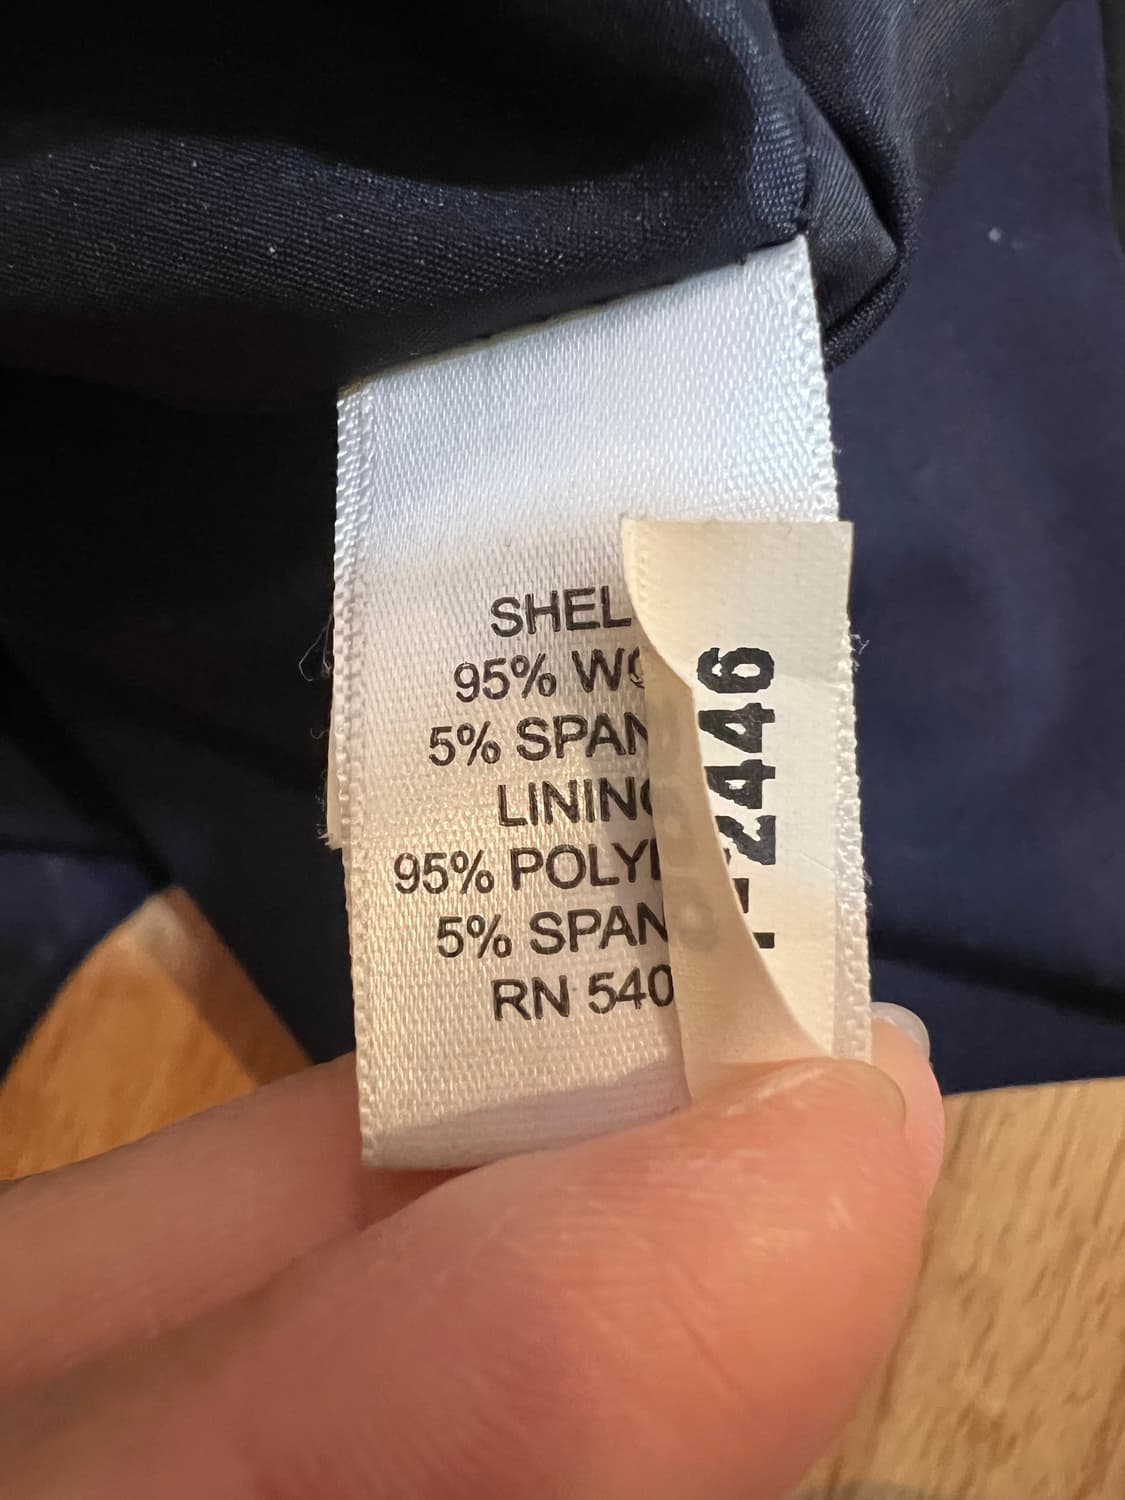 SHEL
95% WO
5% SPAN
LINING
95% POLY
5% SPAN
RN 540
2446